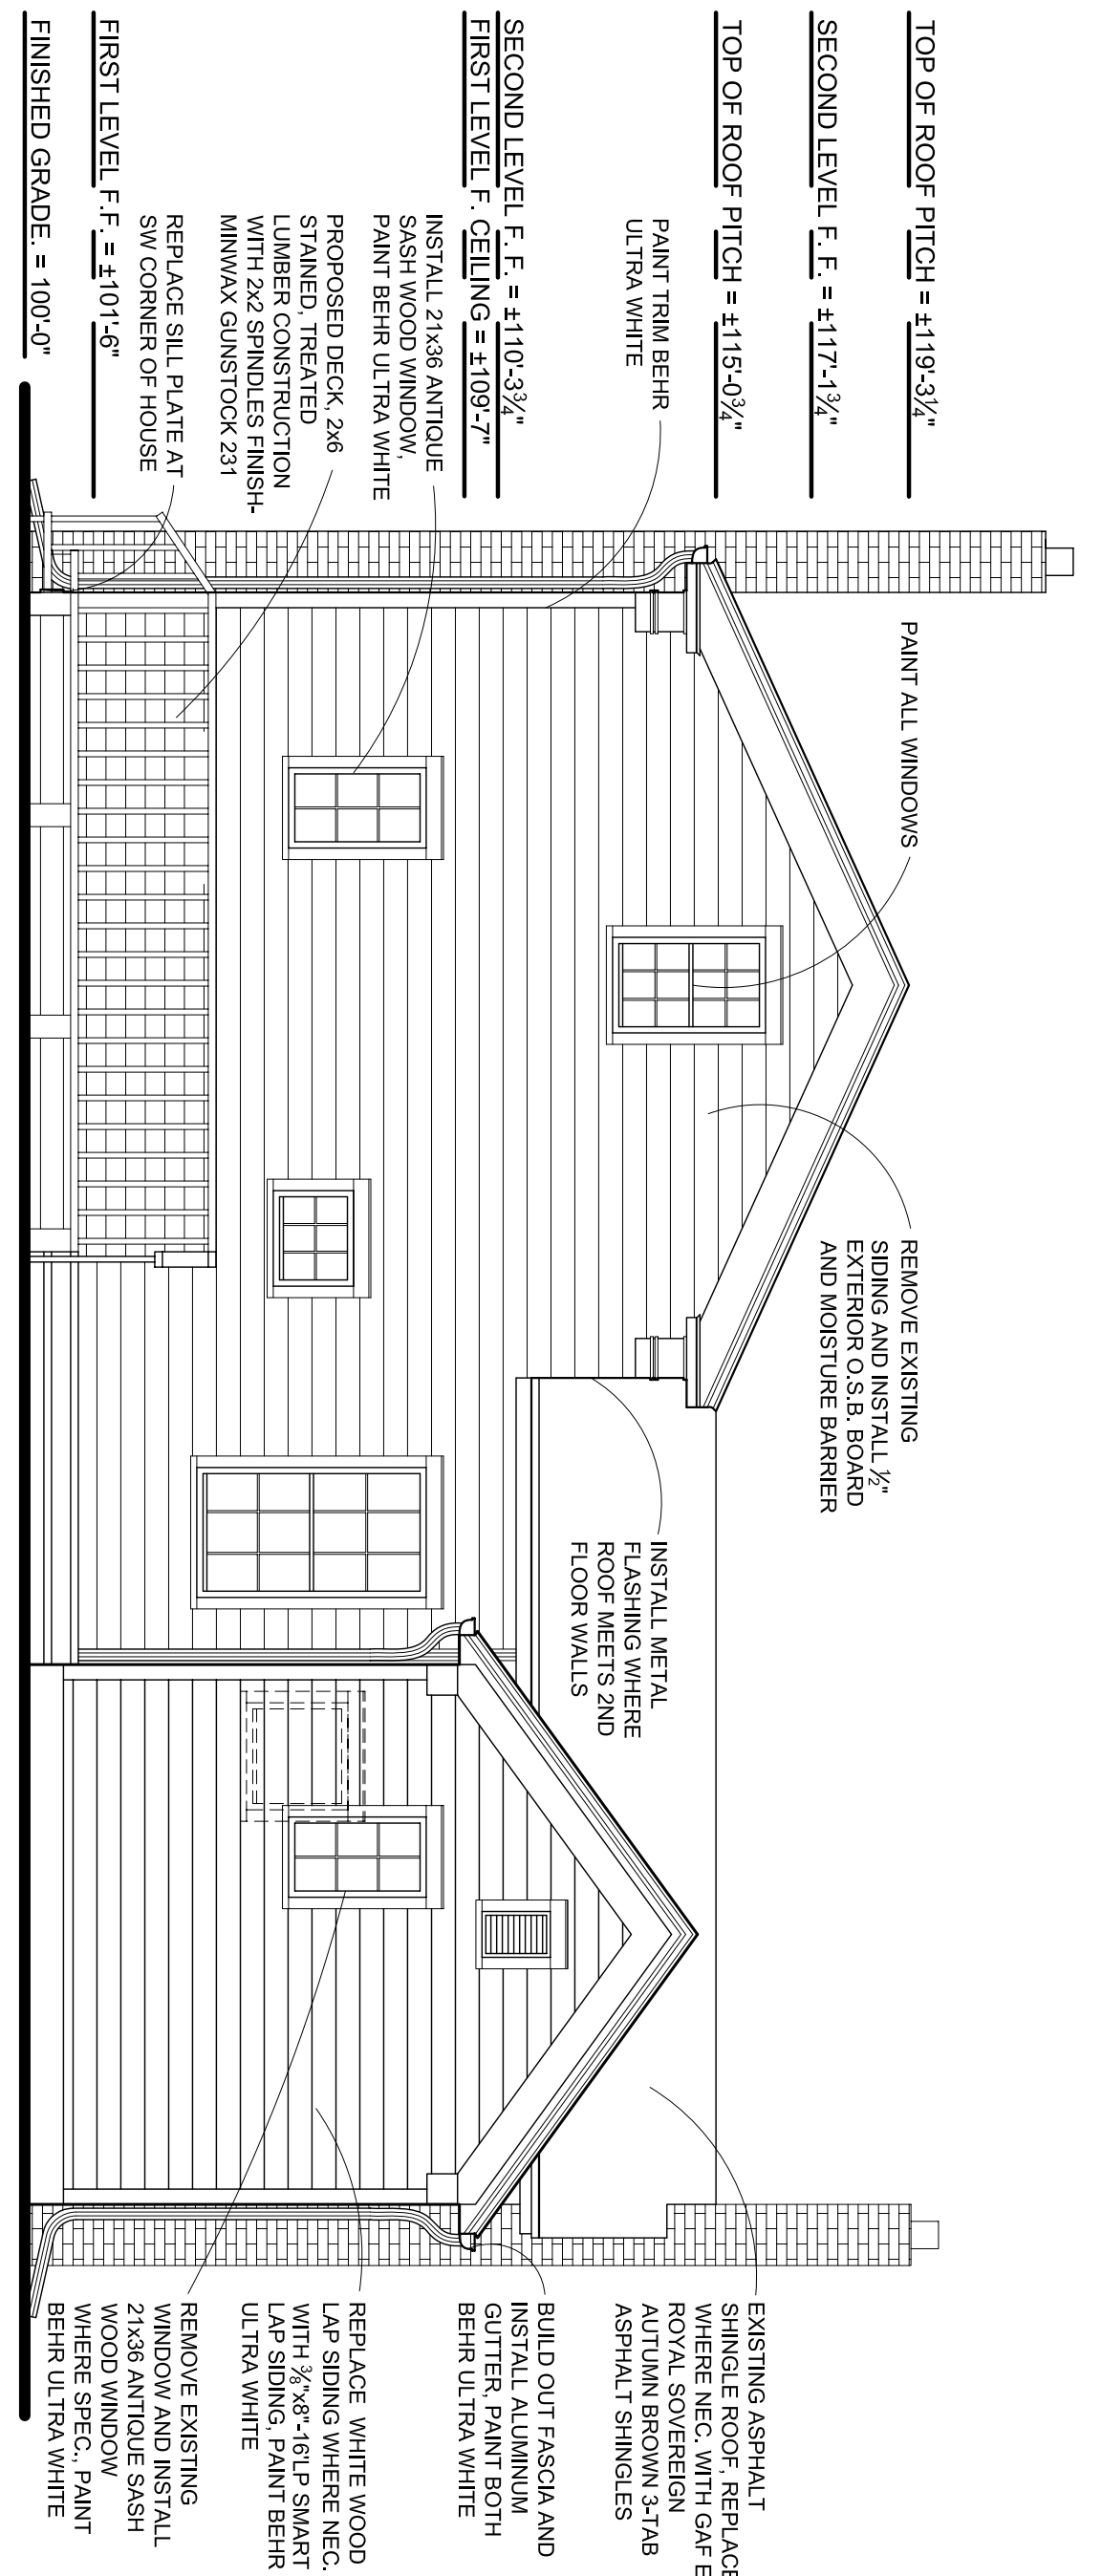 TOP OF ROOF PITCH = ±119'-3¼"
SECOND LEVEL F. F. = ±117'-1¾"
TOP OF ROOF PITCH = ±115'-0¾"
SECOND LEVEL F. F. = ±110'-3¾"
FIRST LEVEL F. CEILING = ±109'-7"
FIRST LEVEL F.F. = ±101'-6"
FINISHED GRADE. = 100'-0"
PAINT TRIM BEHR
ULTRA WHITE
INSTALL 21x36 ANTIQUE
SASH WOOD WINDOW,
PAINT BEHR ULTRA WHITE
PROPOSED DECK, 2x6
STAINED, TREATED
LUMBER CONSTRUCTION
WITH 2x2 SPINDLES FINISH-
MINWAX GUNSTOCK 231
REPLACE SILL PLATE AT
SW CORNER OF HOUSE
PAINT ALL WINDOWS
REMOVE EXISTING
SIDING AND INSTALL ½"
EXTERIOR O.S.B. BOARD
AND MOISTURE BARRIER
INSTALL METAL
FLASHING WHERE
ROOF MEETS 2ND
FLOOR WALLS
EXISTING ASPHALT
SHINGLE ROOF, REPLACE
WHERE NEC. WITH GAF E
ROYAL SOVEREIGN
AUTUMN BROWN 3-TAB
ASPHALT SHINGLES
BUILD OUT FASCIA AND
INSTALL ALUMINUM
GUTTER, PAINT BOTH
BEHR ULTRA WHITE
REPLACE WHITE WOOD
LAP SIDING WHERE NEC.
WITH ⅜"x8"-16'LP SMART
LAP SIDING, PAINT BEHR
ULTRA WHITE
REMOVE EXISTING
WINDOW AND INSTALL
21x36 ANTIQUE SASH
WOOD WINDOW
WHERE SPEC., PAINT
BEHR ULTRA WHITE